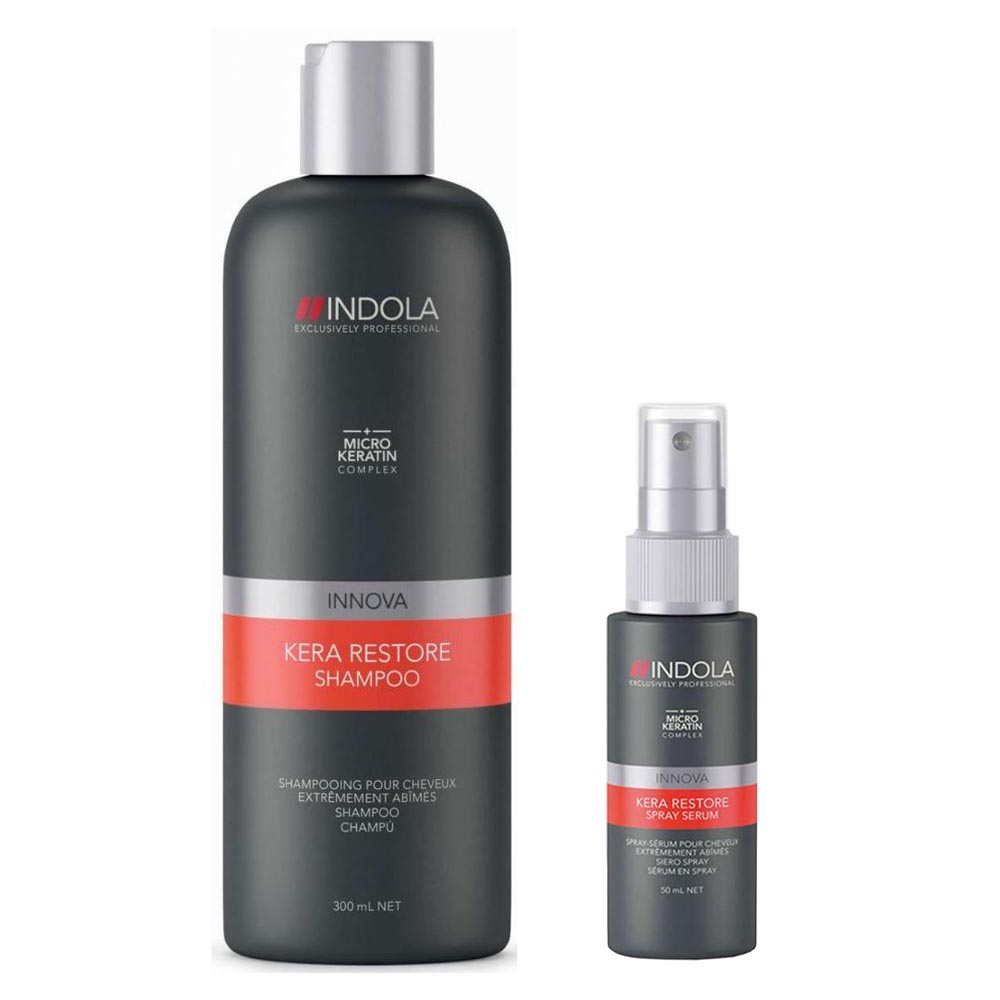 INDOLA
EXCLUSIVELY PROFESSIONAL
+
MICRO
KERATIN
COMPLEX
INNOVA
KERA RESTORE
SHAMPOO
SHAMPOOING POUR CHEVEUX
EXTRÊMEMENT ABÎMÉS
SHAMPOO
CHAMPÚ
300 mL NET
INDOLA
EXCLUSIVELY PROFESSIONAL
+
MICRO
KERATIN
COMPLEX
INNOVA
KERA RESTORE
SPRAY SERUM
SPRAY-SÉRUM POUR CHEVEUX
EXTRÊMEMENT ABÎMÉS
SIERO SPRAY
SÉRUM EN SPRAY
50 mL NET